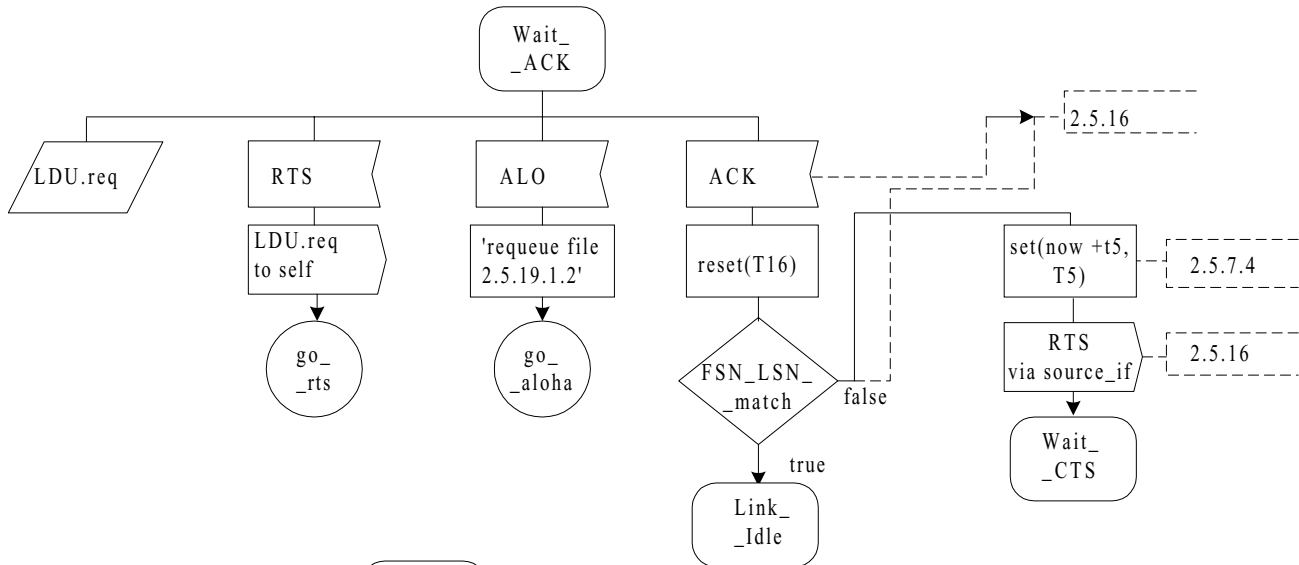 Wait_
_ACK
2.5.16
LDU.req
RTS
ALO
ACK
LDU.req
to self
'requeue file
2.5.19.1.2'
reset(T16)
set(now +t5,
T5)
2.5.7.4
go_
_rts
go_
_aloha
FSN_LSN_
_match
false
RTS
via source_if
2.5.16
true
Wait_
_CTS
Link_
_Idle